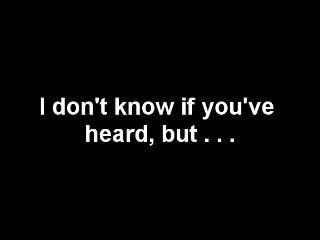 I don't know if you've
heard, but . . .